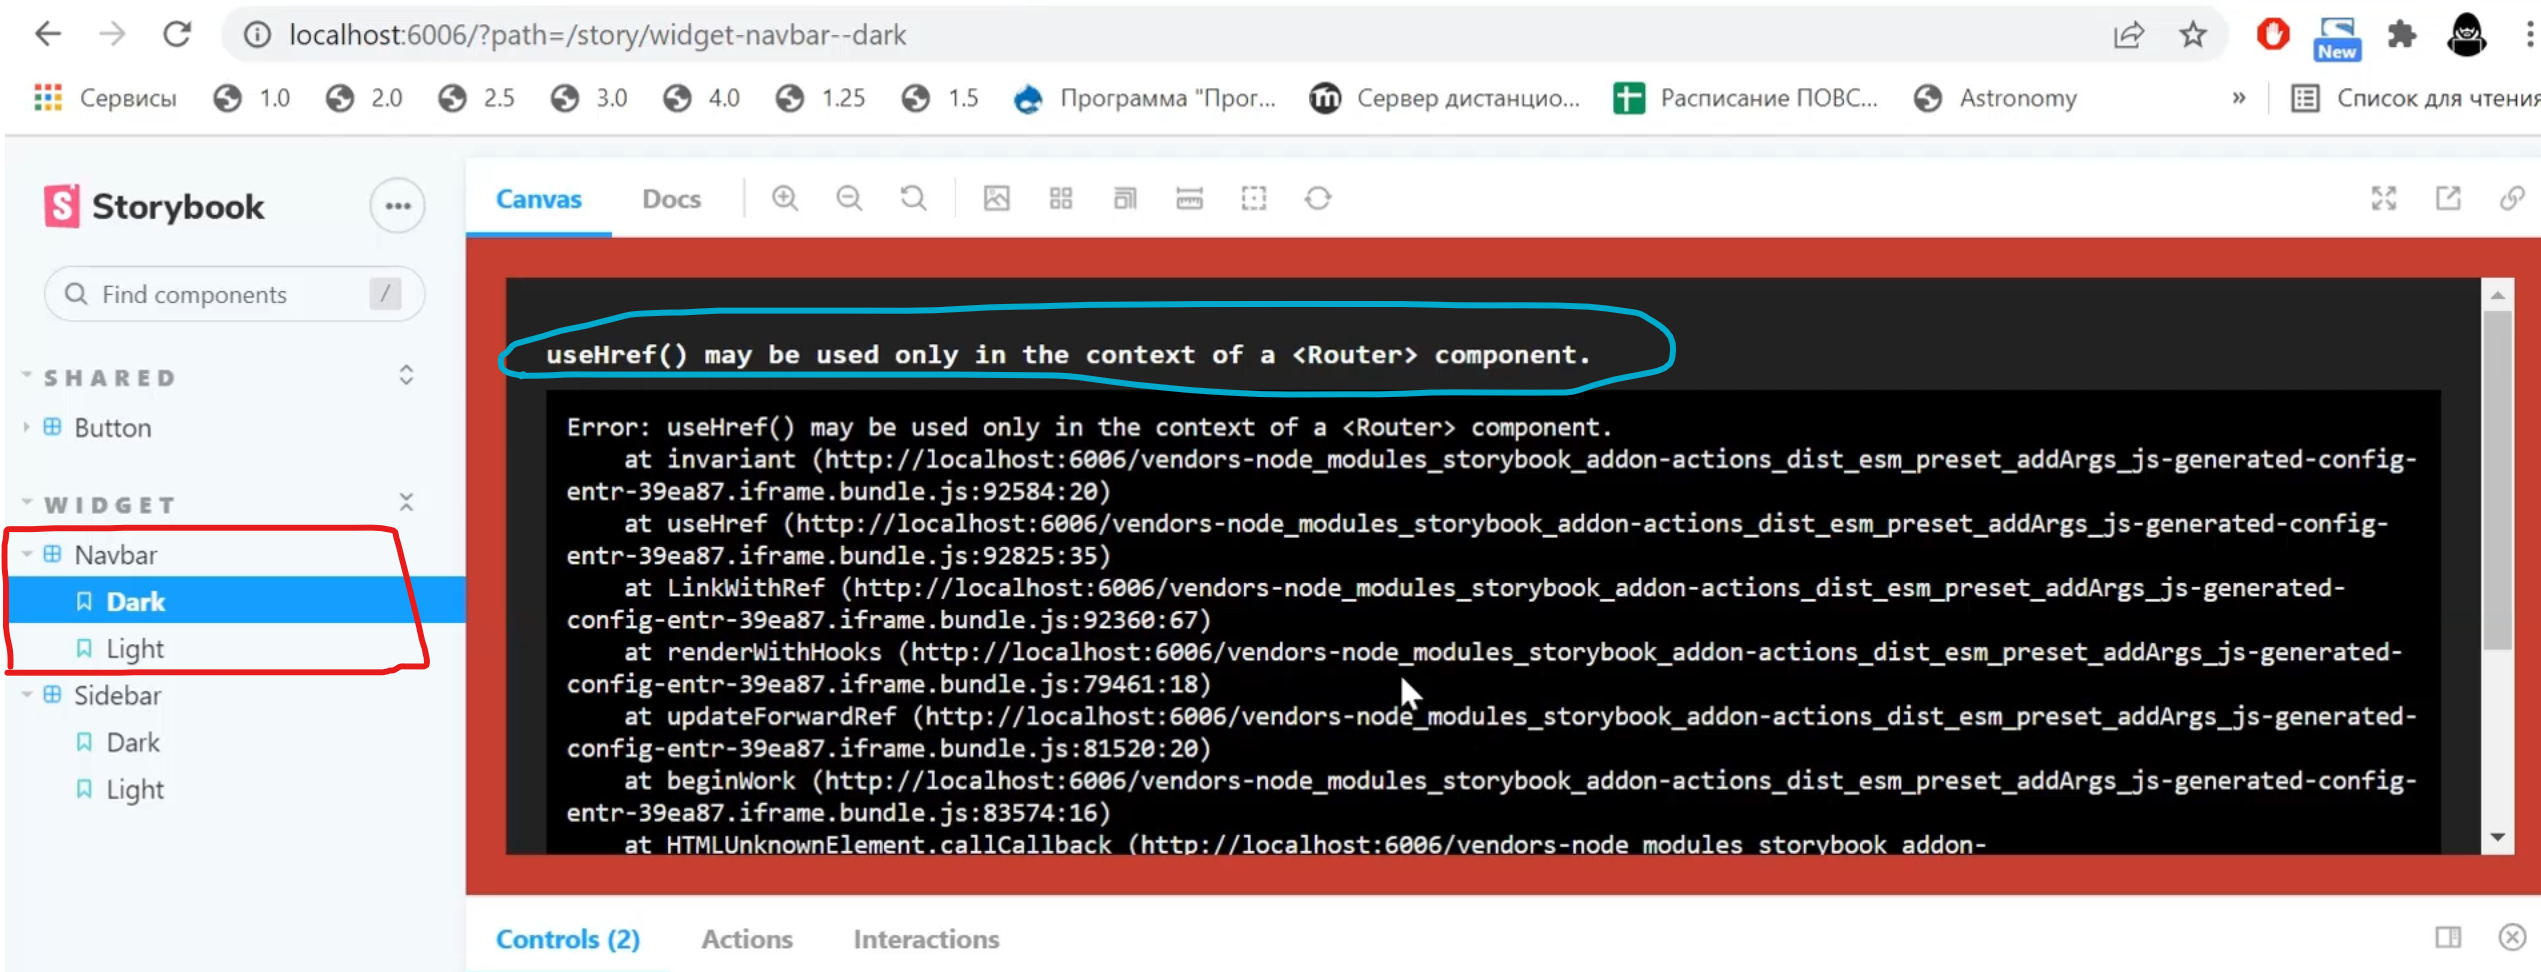 localhost:6006/?path=/story/widget-navbar--dark
New
Сервисы 1.0 2.0 2.5 3.0 4.0 1.25 1.5 Программа "Прог... Сервер дистанцио... Расписание ПОВС... Astronomy » Список для чтения
S Storybook
Canvas Docs
Find components /
SHARED
Button
WIDGET
Navbar
Dark
Light
Sidebar
Dark
Light
useHref() may be used only in the context of a <Router> component.
Error: useHref() may be used only in the context of a <Router> component.
at invariant (http://localhost:6006/vendors-node_modules_storybook_addon-actions_dist_esm_preset_addArgs_js-generated-config-
entr-39ea87.iframe.bundle.js:92584:20)
at useHref (http://localhost:6006/vendors-node_modules_storybook_addon-actions_dist_esm_preset_addArgs_js-generated-config-
entr-39ea87.iframe.bundle.js:92825:35)
at LinkWithRef (http://localhost:6006/vendors-node_modules_storybook_addon-actions_dist_esm_preset_addArgs_js-generated-
config-entr-39ea87.iframe.bundle.js:92360:67)
at renderWithHooks (http://localhost:6006/vendors-node_modules_storybook_addon-actions_dist_esm_preset_addArgs_js-generated-
config-entr-39ea87.iframe.bundle.js:79461:18)
at updateForwardRef (http://localhost:6006/vendors-node_modules_storybook_addon-actions_dist_esm_preset_addArgs_js-generated-
config-entr-39ea87.iframe.bundle.js:81520:20)
at beginWork (http://localhost:6006/vendors-node_modules_storybook_addon-actions_dist_esm_preset_addArgs_js-generated-config-
entr-39ea87.iframe.bundle.js:83574:16)
at HTMLUnknownElement.callCallback (http://localhost:6006/vendors-node_modules_storybook_addon-
Controls (2) Actions Interactions